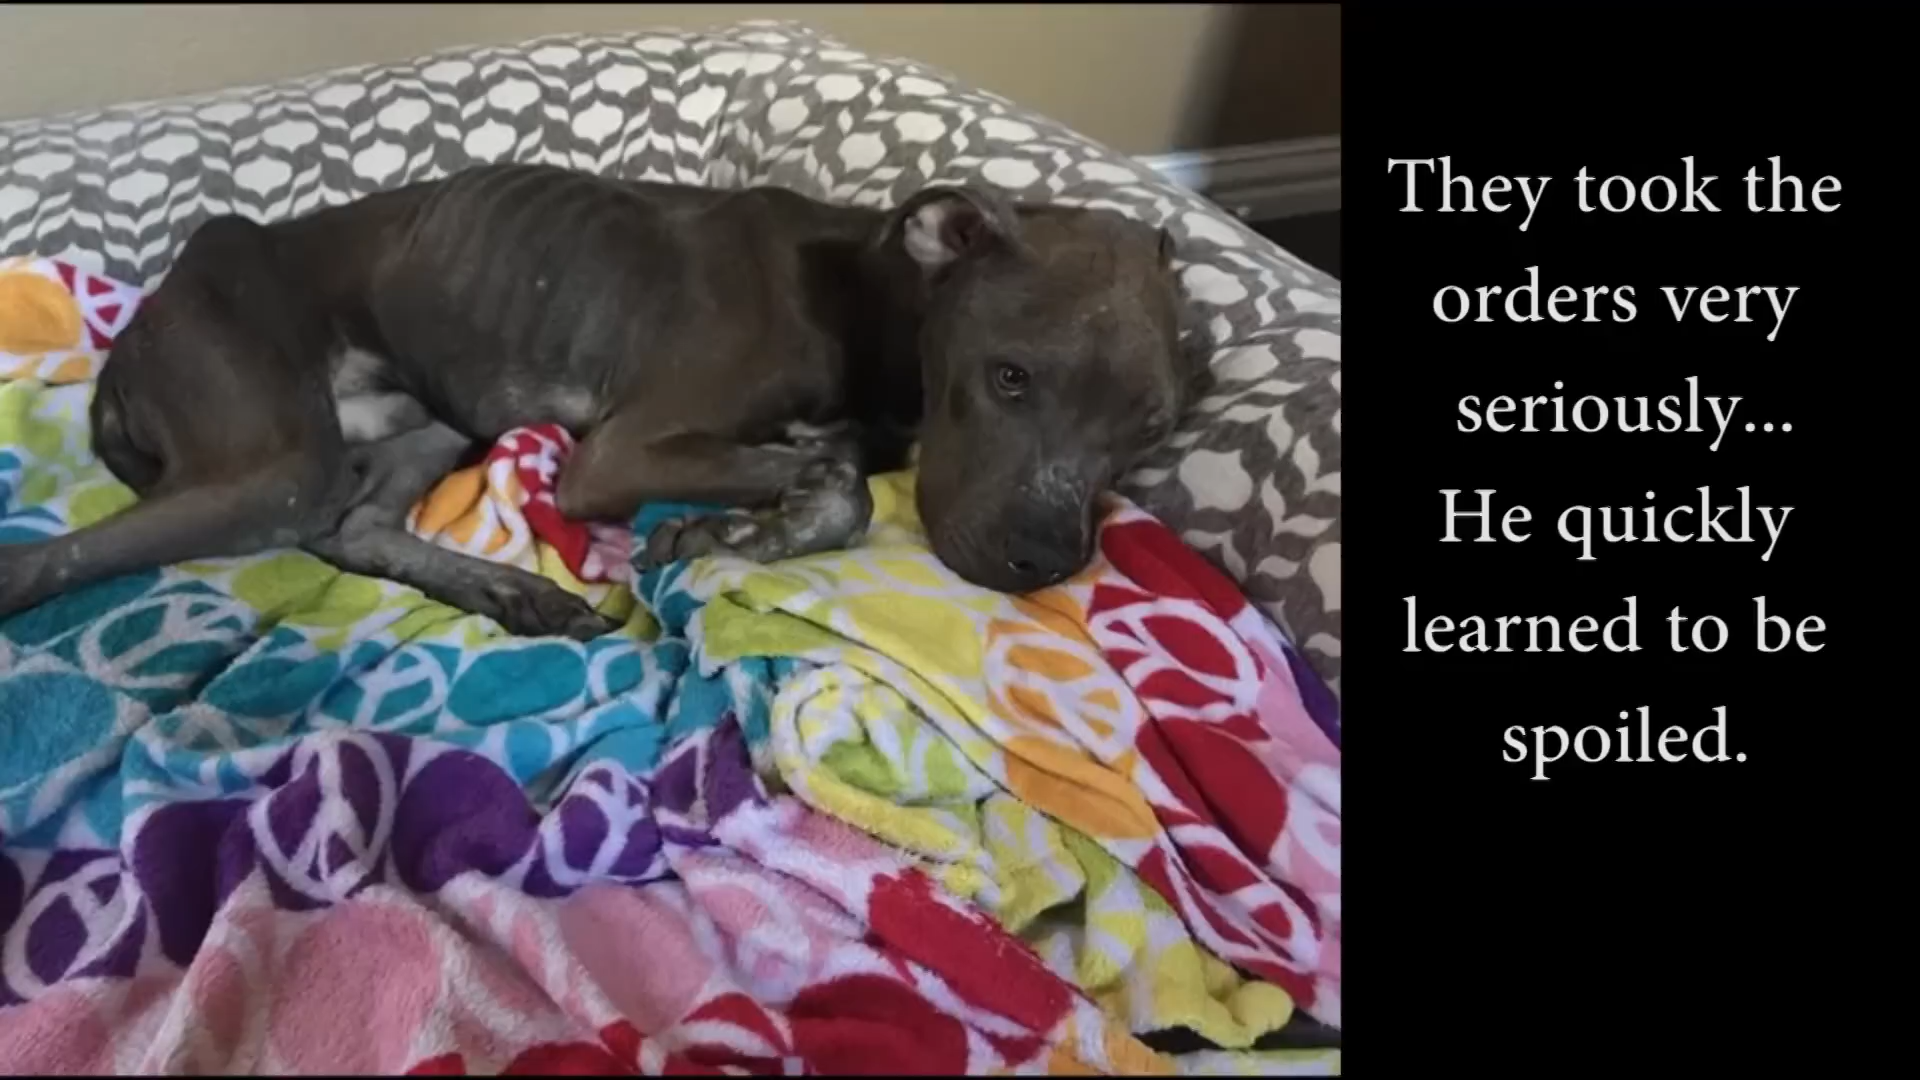 They took the
orders very
seriously...
He quickly
learned to be
spoiled.